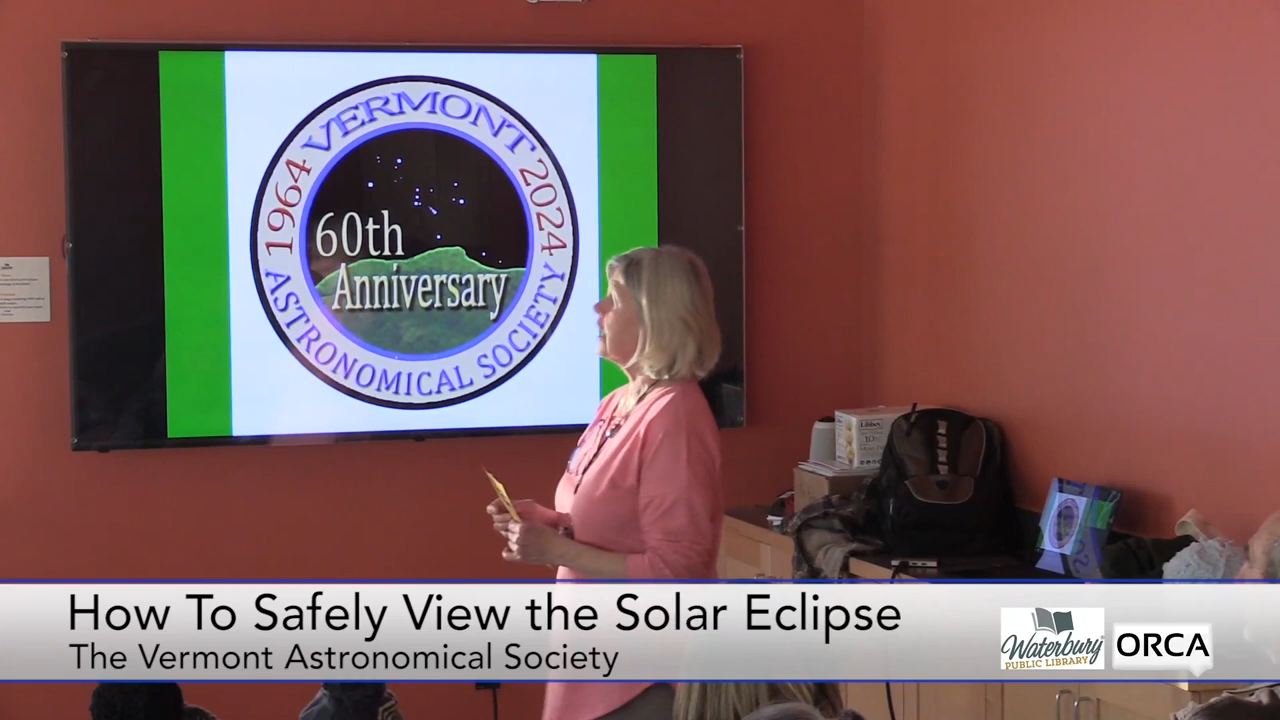 VERMONT
1964
2024
60th
Anniversary
ASTRONOMICAL SOCIETY
Libbey
How To Safely View the Solar Eclipse
The Vermont Astronomical Society
Waterbury
PUBLIC LIBRARY
ORCA